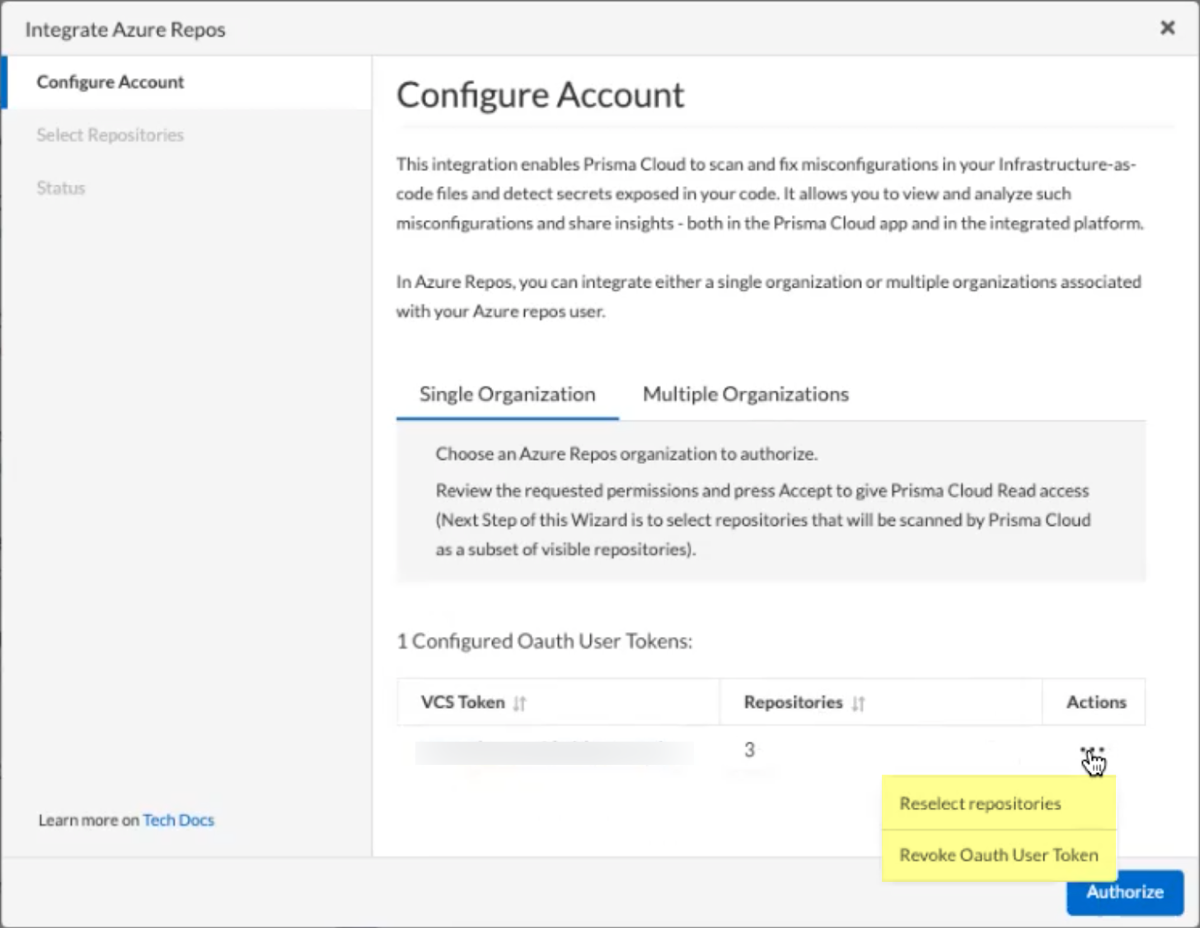 Integrate Azure Repos
Configure Account
Select Repositories
Status
Learn more on Tech Docs
Configure Account
This integration enables Prisma Cloud to scan and fix misconfigurations in your Infrastructure-as-
code files and detect secrets exposed in your code. It allows you to view and analyze such
misconfigurations and share insights - both in the Prisma Cloud app and in the integrated platform.
In Azure Repos, you can integrate either a single organization or multiple organizations associated
with your Azure repos user.
Single Organization Multiple Organizations
Choose an Azure Repos organization to authorize.
Review the requested permissions and press Accept to give Prisma Cloud Read access
(Next Step of this Wizard is to select repositories that will be scanned by Prisma Cloud
as a subset of visible repositories).
1 Configured Oauth User Tokens:
VCS Token Repositories Actions
3
Reselect repositories
Revoke Oauth User Token
Authorize